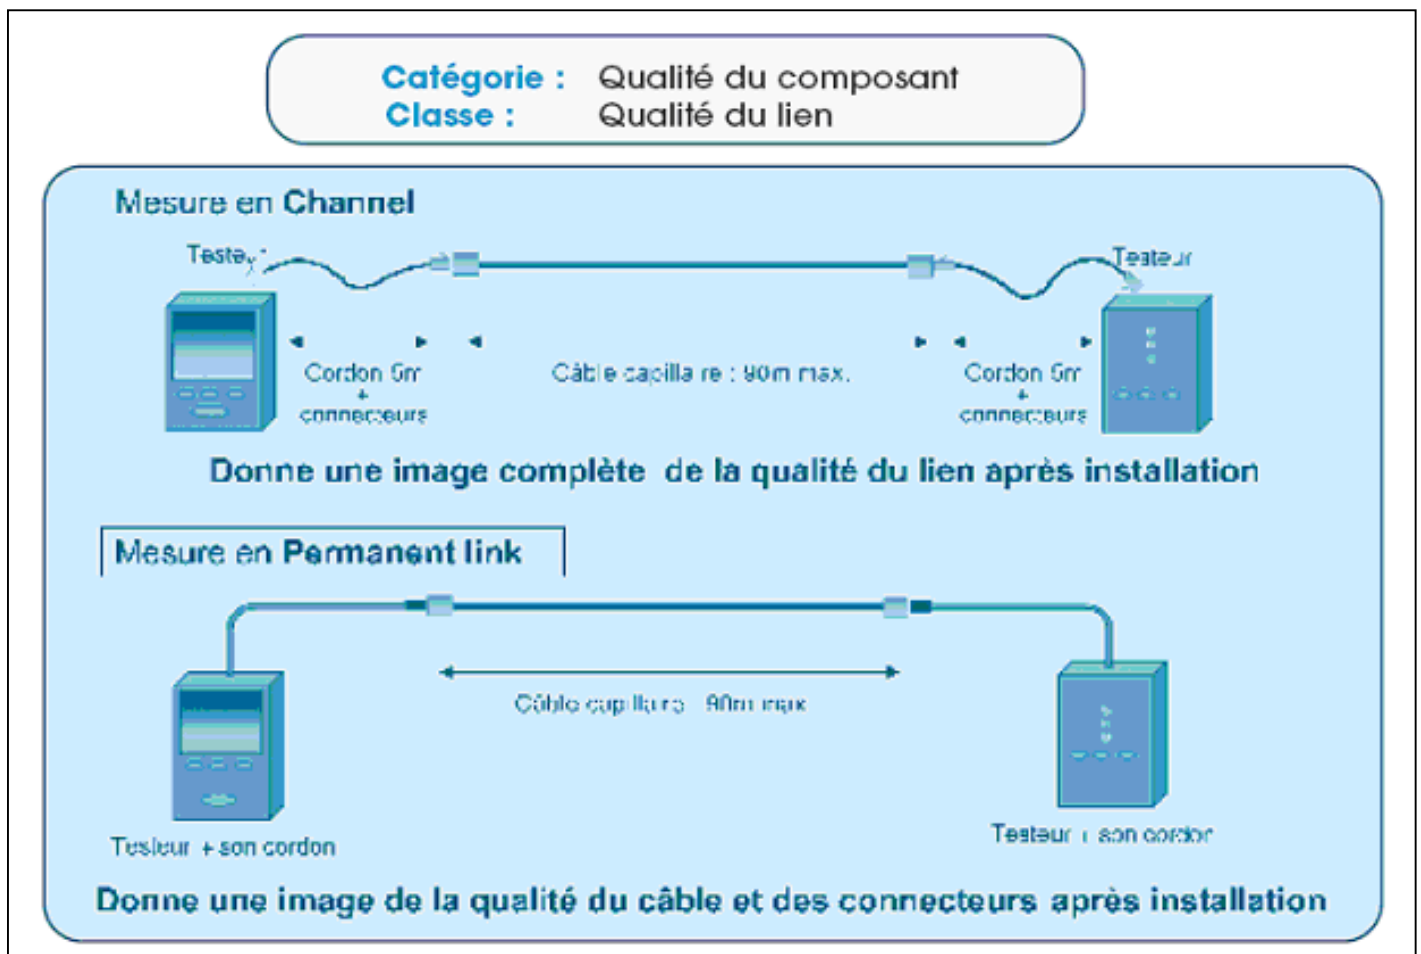 Catégorie : Qualité du composant
Classe : Qualité du lien
Mesure en Channel
Testeur
Testeur
Cordon 5m
+
connecteurs
Câble capillaire : 90m max.
Cordon 5m
+
connecteurs
Donne une image complète de la qualité du lien après installation
Mesure en Permanent link
Câble capillaire : 90m max
Testeur + son cordon
Testeur + son cordon
Donne une image de la qualité du câble et des connecteurs après installation